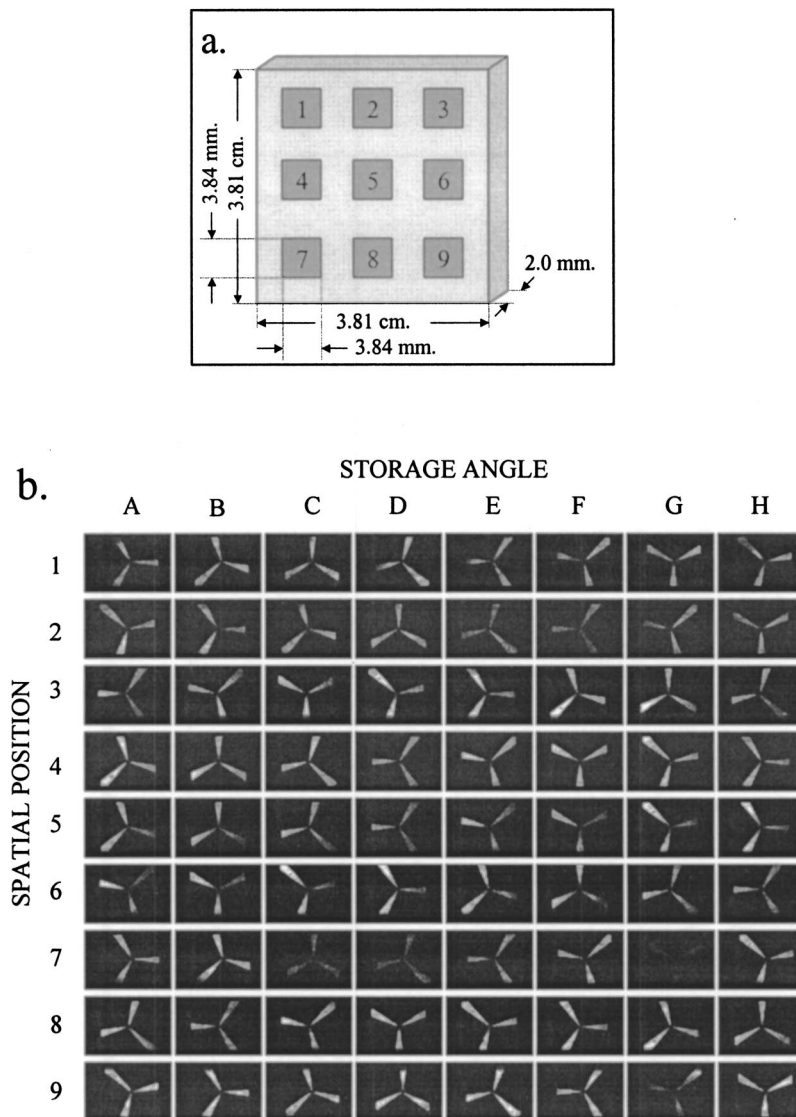 a.
1 2 3
4 5 6
7 8 9
3.84 mm.
3.81 cm.
2.0 mm.
3.81 cm.
3.84 mm.
b.
STORAGE ANGLE
A B C D E F G H
SPATIAL POSITION
1
2
3
4
5
6
7
8
9